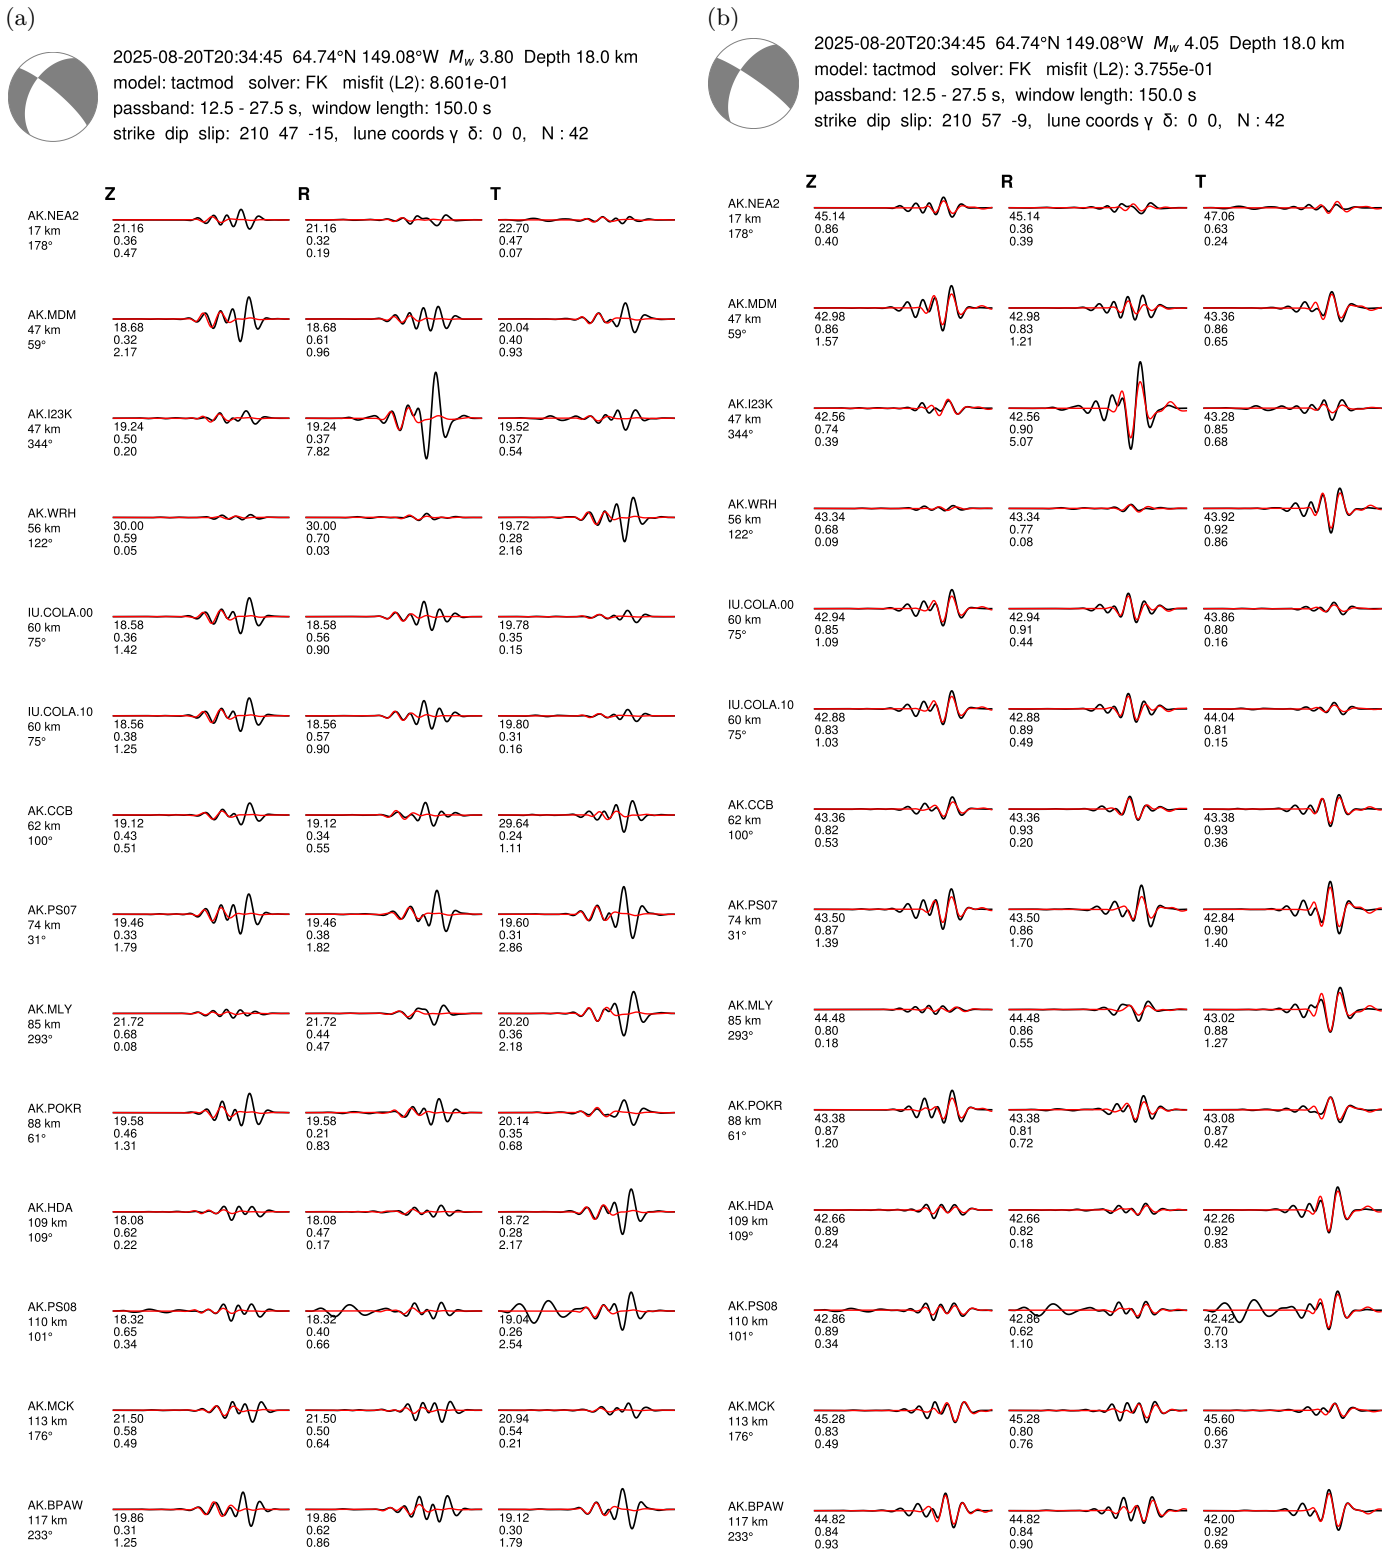 (a)
2025-08-20T20:34:45 64.74°N 149.08°W Mw 3.80 Depth 18.0 km
model: tactmod solver: FK misfit (L2): 8.601e-01
passband: 12.5 - 27.5 s, window length: 150.0 s
strike dip slip: 210 47 -15, lune coords γ δ: 0 0, N : 42
Z R T
AK.NEA2
17 km
178°
21.16 21.16 22.70
0.36 0.32 0.47
0.47 0.19 0.07
AK.MDM
47 km
59°
18.68 18.68 20.04
0.32 0.61 0.40
2.17 0.96 0.93
AK.I23K
47 km
344°
19.24 19.24 19.52
0.50 0.37 0.37
0.20 7.82 0.54
AK.WRH
56 km
122°
30.00 30.00 19.72
0.59 0.70 0.28
0.05 0.03 2.16
IU.COLA.00
60 km
75°
18.58 18.58 19.78
0.36 0.56 0.35
1.42 0.90 0.15
IU.COLA.10
60 km
75°
18.56 18.56 19.80
0.38 0.57 0.31
1.25 0.90 0.16
AK.CCB
62 km
100°
19.12 19.12 29.64
0.43 0.34 0.24
0.51 0.55 1.11
AK.PS07
74 km
31°
19.46 19.46 19.60
0.33 0.38 0.31
1.79 1.82 2.86
AK.MLY
85 km
293°
21.72 21.72 20.20
0.68 0.44 0.36
0.08 0.47 2.18
AK.POKR
88 km
61°
19.58 19.58 20.14
0.46 0.21 0.35
1.31 0.83 0.68
AK.HDA
109 km
109°
18.08 18.08 18.72
0.62 0.47 0.28
0.22 0.17 2.17
AK.PS08
110 km
101°
18.32 18.32 19.04
0.65 0.40 0.26
0.34 0.66 2.54
AK.MCK
113 km
176°
21.50 21.50 20.94
0.58 0.50 0.54
0.49 0.64 0.21
AK.BPAW
117 km
233°
19.86 19.86 19.12
0.31 0.62 0.30
1.25 0.86 1.79
(b)
2025-08-20T20:34:45 64.74°N 149.08°W Mw 4.05 Depth 18.0 km
model: tactmod solver: FK misfit (L2): 3.755e-01
passband: 12.5 - 27.5 s, window length: 150.0 s
strike dip slip: 210 57 -9, lune coords γ δ: 0 0, N : 42
Z R T
AK.NEA2
17 km
178°
45.14 45.14 47.06
0.86 0.36 0.63
0.40 0.39 0.24
AK.MDM
47 km
59°
42.98 42.98 43.36
0.86 0.83 0.86
1.57 1.21 0.65
AK.I23K
47 km
344°
42.56 42.56 43.28
0.74 0.90 0.85
0.39 5.07 0.68
AK.WRH
56 km
122°
43.34 43.34 43.92
0.68 0.77 0.92
0.09 0.08 0.86
IU.COLA.00
60 km
75°
42.94 42.94 43.86
0.85 0.91 0.80
1.09 0.44 0.16
IU.COLA.10
60 km
75°
42.88 42.88 44.04
0.83 0.89 0.81
1.03 0.49 0.15
AK.CCB
62 km
100°
43.36 43.36 43.38
0.82 0.93 0.93
0.53 0.20 0.36
AK.PS07
74 km
31°
43.50 43.50 42.84
0.87 0.86 0.90
1.39 1.70 1.40
AK.MLY
85 km
293°
44.48 44.48 43.02
0.80 0.86 0.88
0.18 0.55 1.27
AK.POKR
88 km
61°
43.38 43.38 43.08
0.87 0.81 0.87
1.20 0.72 0.42
AK.HDA
109 km
109°
42.66 42.66 42.26
0.89 0.82 0.92
0.24 0.18 0.83
AK.PS08
110 km
101°
42.86 42.86 42.42
0.89 0.62 0.70
0.34 1.10 3.13
AK.MCK
113 km
176°
45.28 45.28 45.60
0.83 0.80 0.66
0.49 0.76 0.37
AK.BPAW
117 km
233°
44.82 44.82 42.00
0.84 0.84 0.92
0.93 0.90 0.69